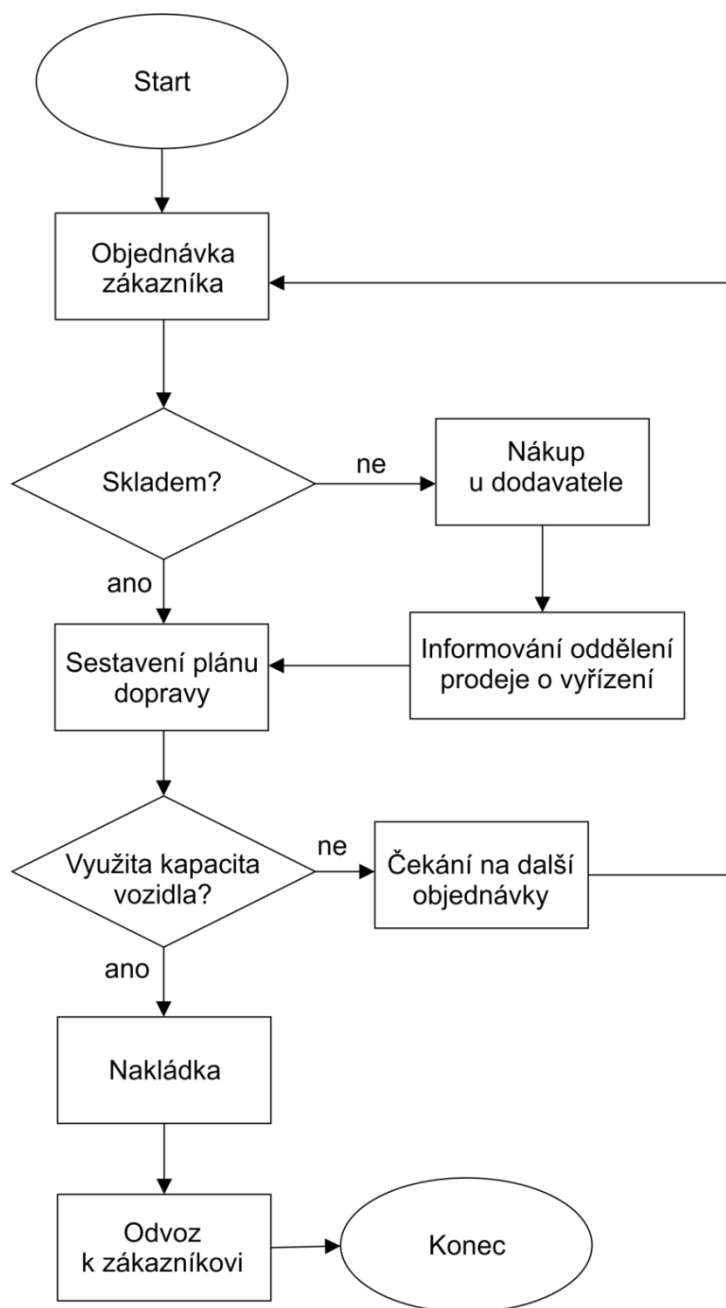 Start
Objednávka
zákazníka
Skladem?
ne
Nákup
u dodavatele
ano
Sestavení plánu
dopravy
Informování oddělení
prodeje o vyřízení
Využita kapacita
vozidla?
ne
Čekání na další
objednávky
ano
Nakládka
Odvoz
k zákazníkovi
Konec